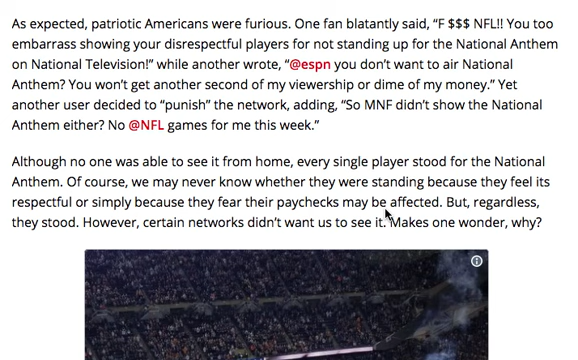 As expected, patriotic Americans were furious. One fan blatantly said, “F $$$ NFL!! You too
embarrass showing your disrespectful players for not standing up for the National Anthem
on National Television!” while another wrote, “@espn you don’t want to air National
Anthem? You won’t get another second of my viewership or dime of my money.” Yet
another user decided to “punish” the network, adding, “So MNF didn’t show the National
Anthem either? No @NFL games for me this week.”
Although no one was able to see it from home, every single player stood for the National
Anthem. Of course, we may never know whether they were standing because they feel its
respectful or simply because they fear their paychecks may be affected. But, regardless,
they stood. However, certain networks didn’t want us to see it. Makes one wonder, why?